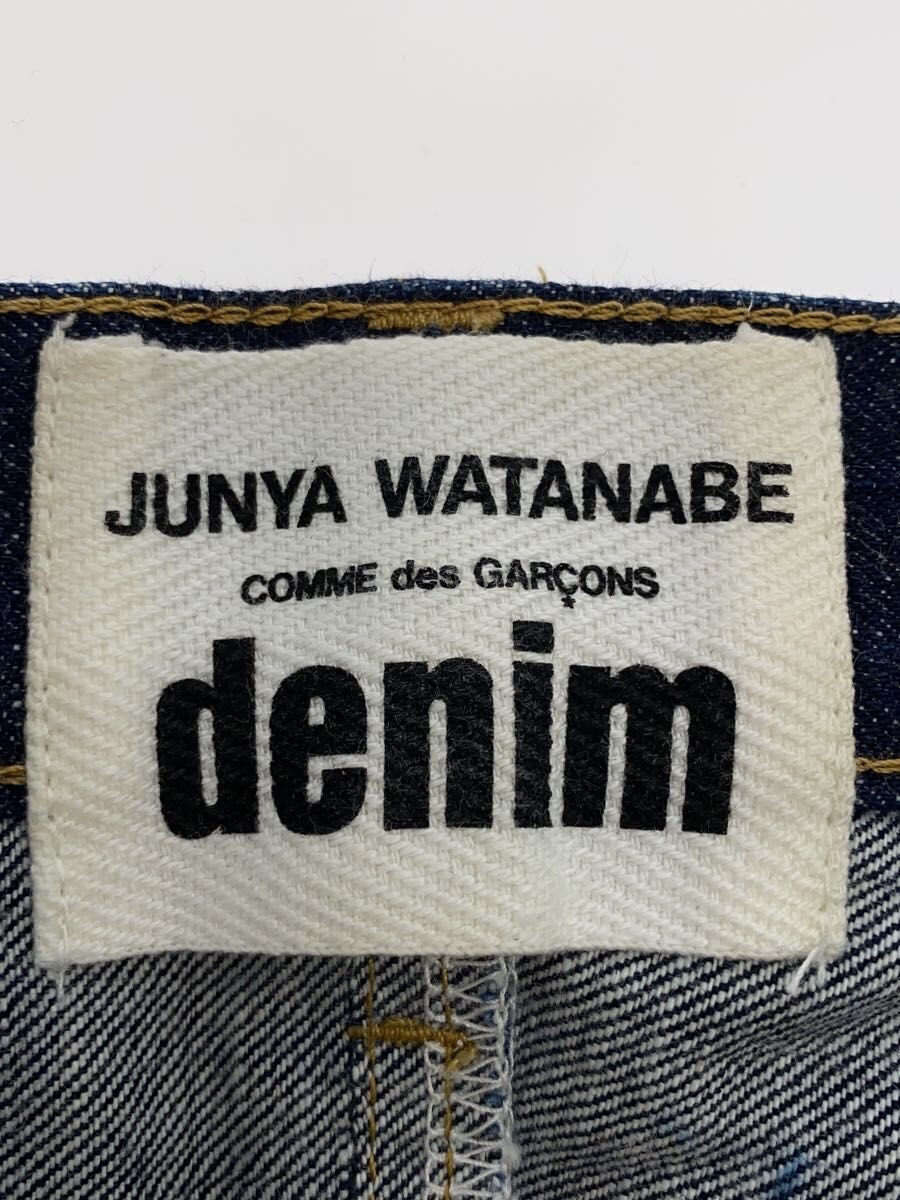 JUNYA WATANABE
COMME des GARÇONS
denim